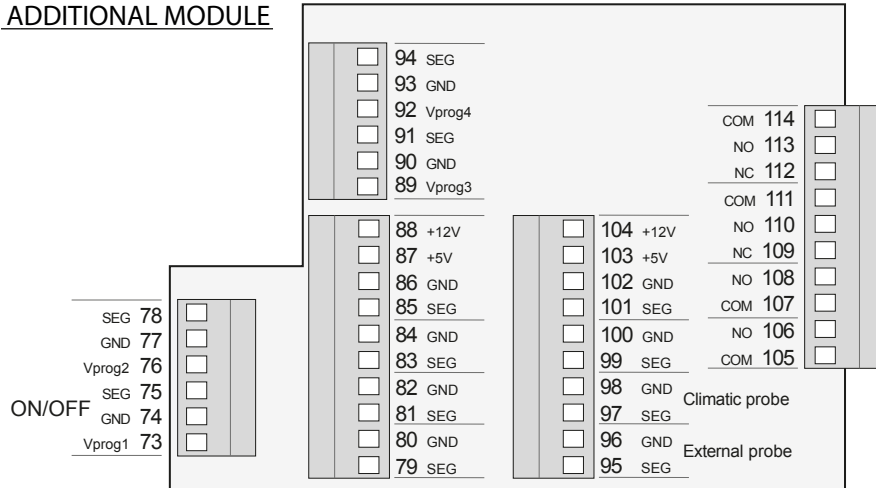 ADDITIONAL MODULE
94 SEG
93 GND
92 Vprog4
91 SEG
90 GND
89 Vprog3
88 +12V
87 +5V
86 GND
85 SEG
84 GND
83 SEG
82 GND
81 SEG
80 GND
79 SEG
SEG 78
GND 77
Vprog2 76
SEG 75
ON/OFF GND 74
Vprog1 73
104 +12V
103 +5V
102 GND
101 SEG
100 GND
99 SEG
98 GND
Climatic probe
97 SEG
96 GND
External probe
95 SEG
COM 114
NO 113
NC 112
COM 111
NO 110
NC 109
NO 108
COM 107
NO 106
COM 105